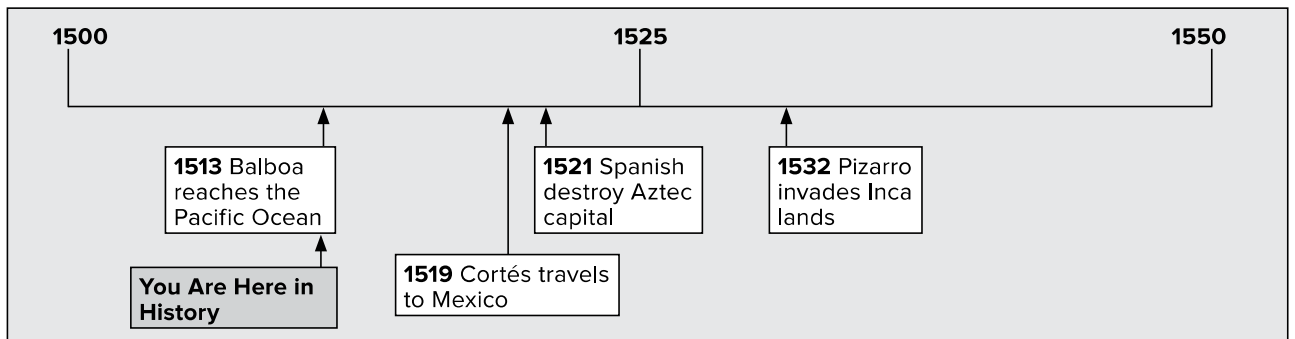 1500
1525
1550
1513 Balboa
reaches the
Pacific Ocean
1521 Spanish
destroy Aztec
capital
1532 Pizarro
invades Inca
lands
You Are Here in
History
1519 Cortés travels
to Mexico